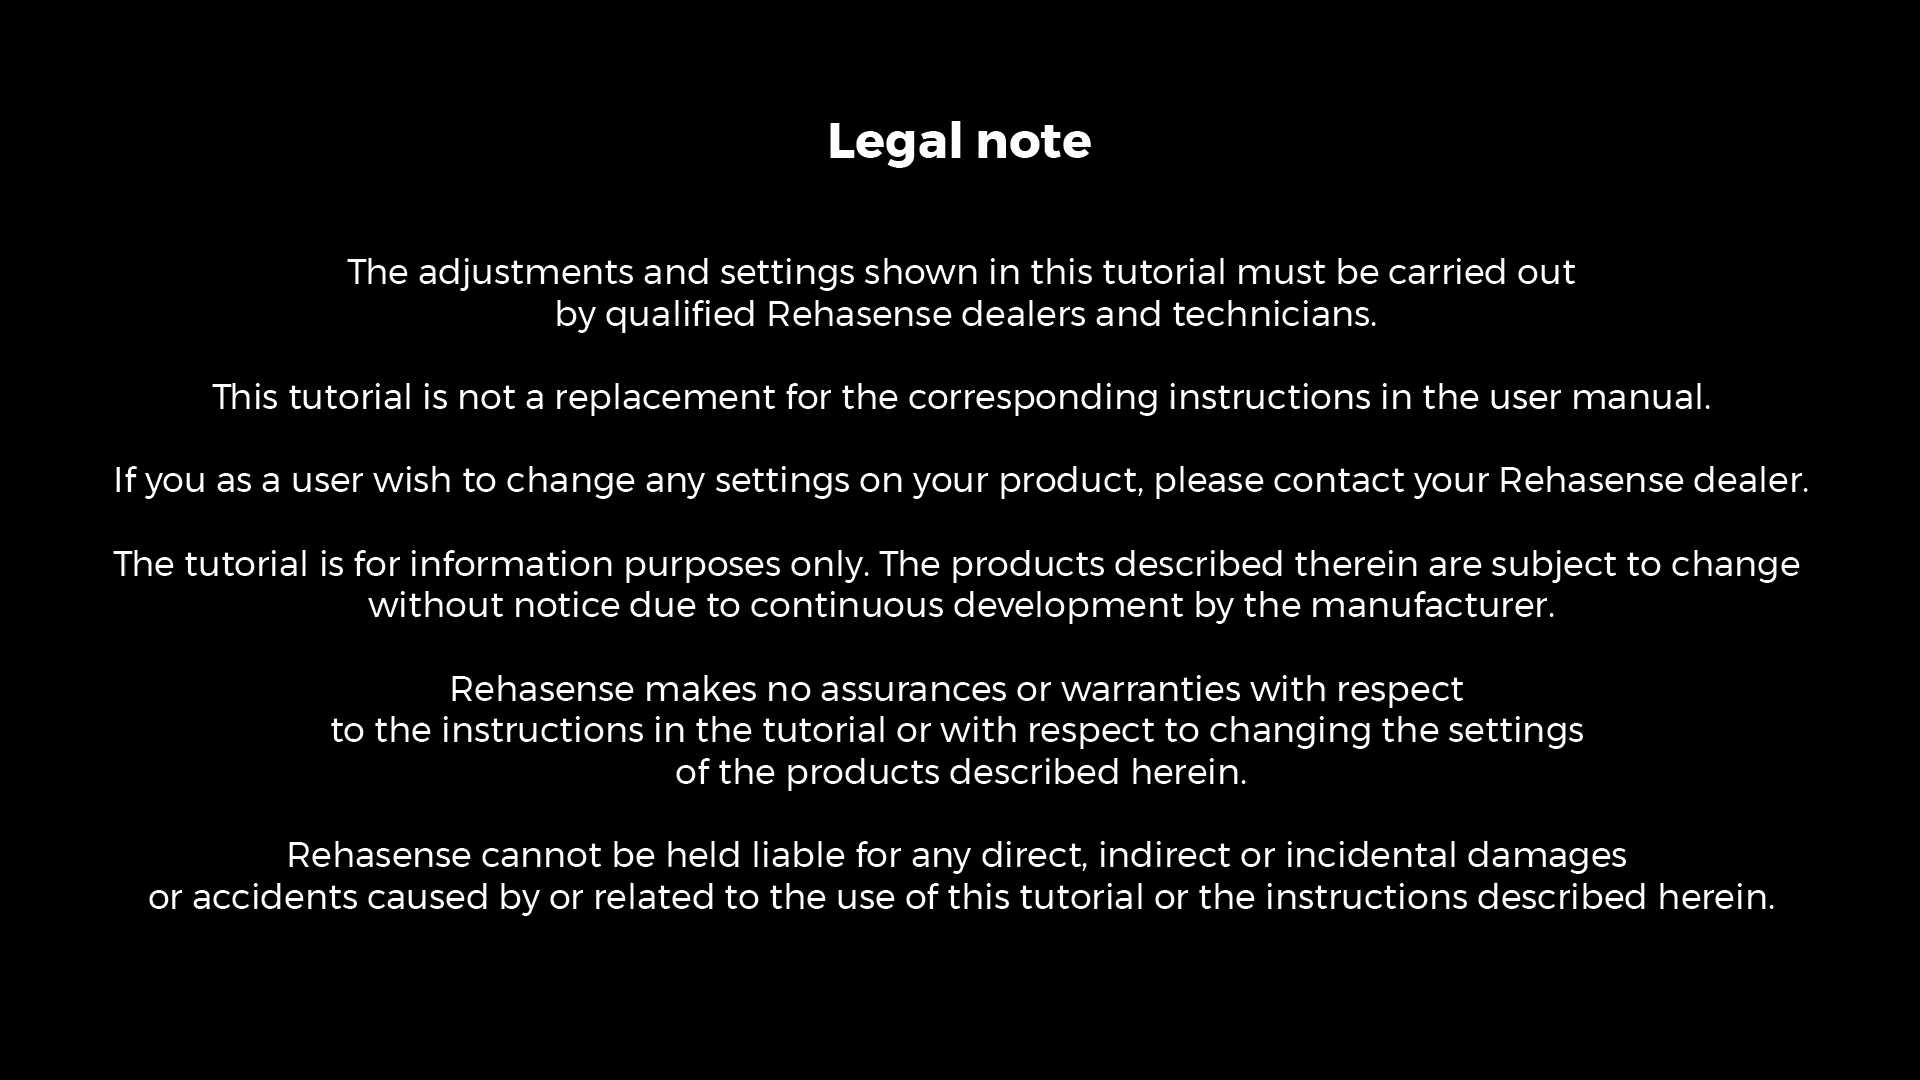 Legal note
The adjustments and settings shown in this tutorial must be carried out
by qualified Rehasense dealers and technicians.
This tutorial is not a replacement for the corresponding instructions in the user manual.
If you as a user wish to change any settings on your product, please contact your Rehasense dealer.
The tutorial is for information purposes only. The products described therein are subject to change
without notice due to continuous development by the manufacturer.
Rehasense makes no assurances or warranties with respect
to the instructions in the tutorial or with respect to changing the settings
of the products described herein.
Rehasense cannot be held liable for any direct, indirect or incidental damages
or accidents caused by or related to the use of this tutorial or the instructions described herein.